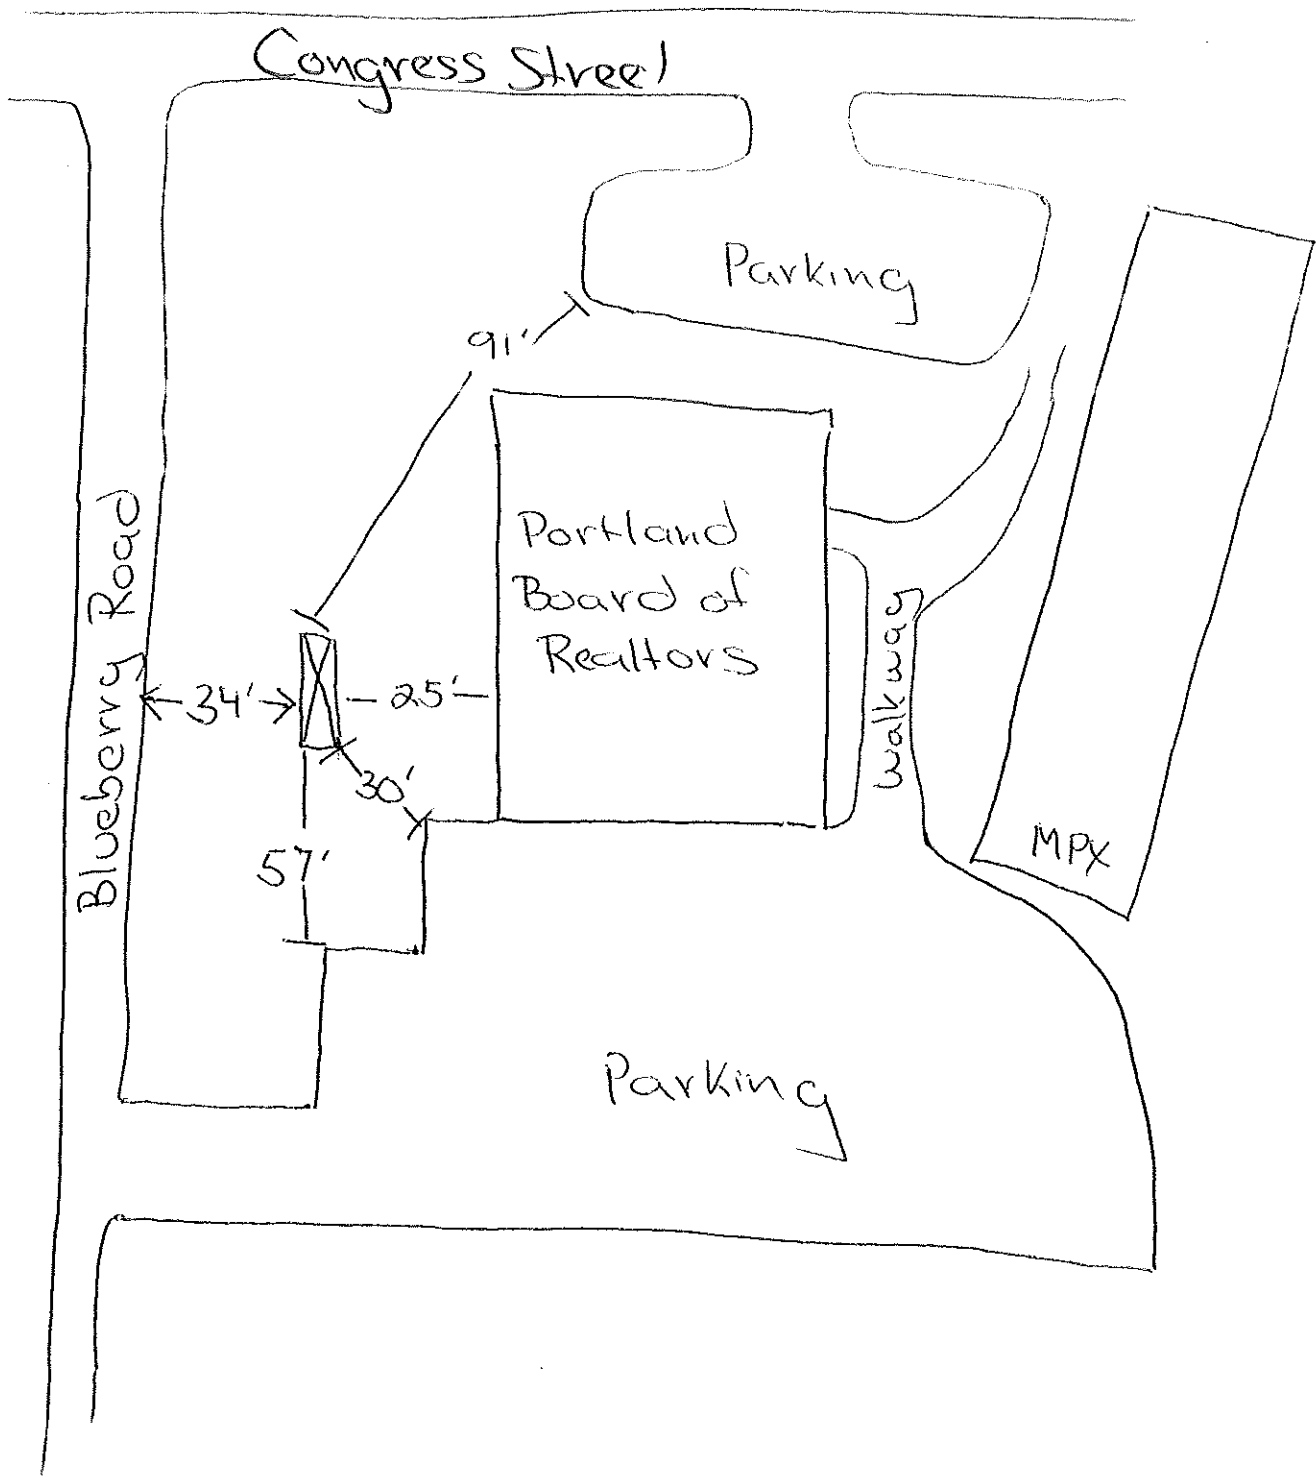 Congress Street
Parking
91'
Portland
Board of
Realtors
Blueberry Road
34'
25'
Walkway
30'
57'
MPX
Parking